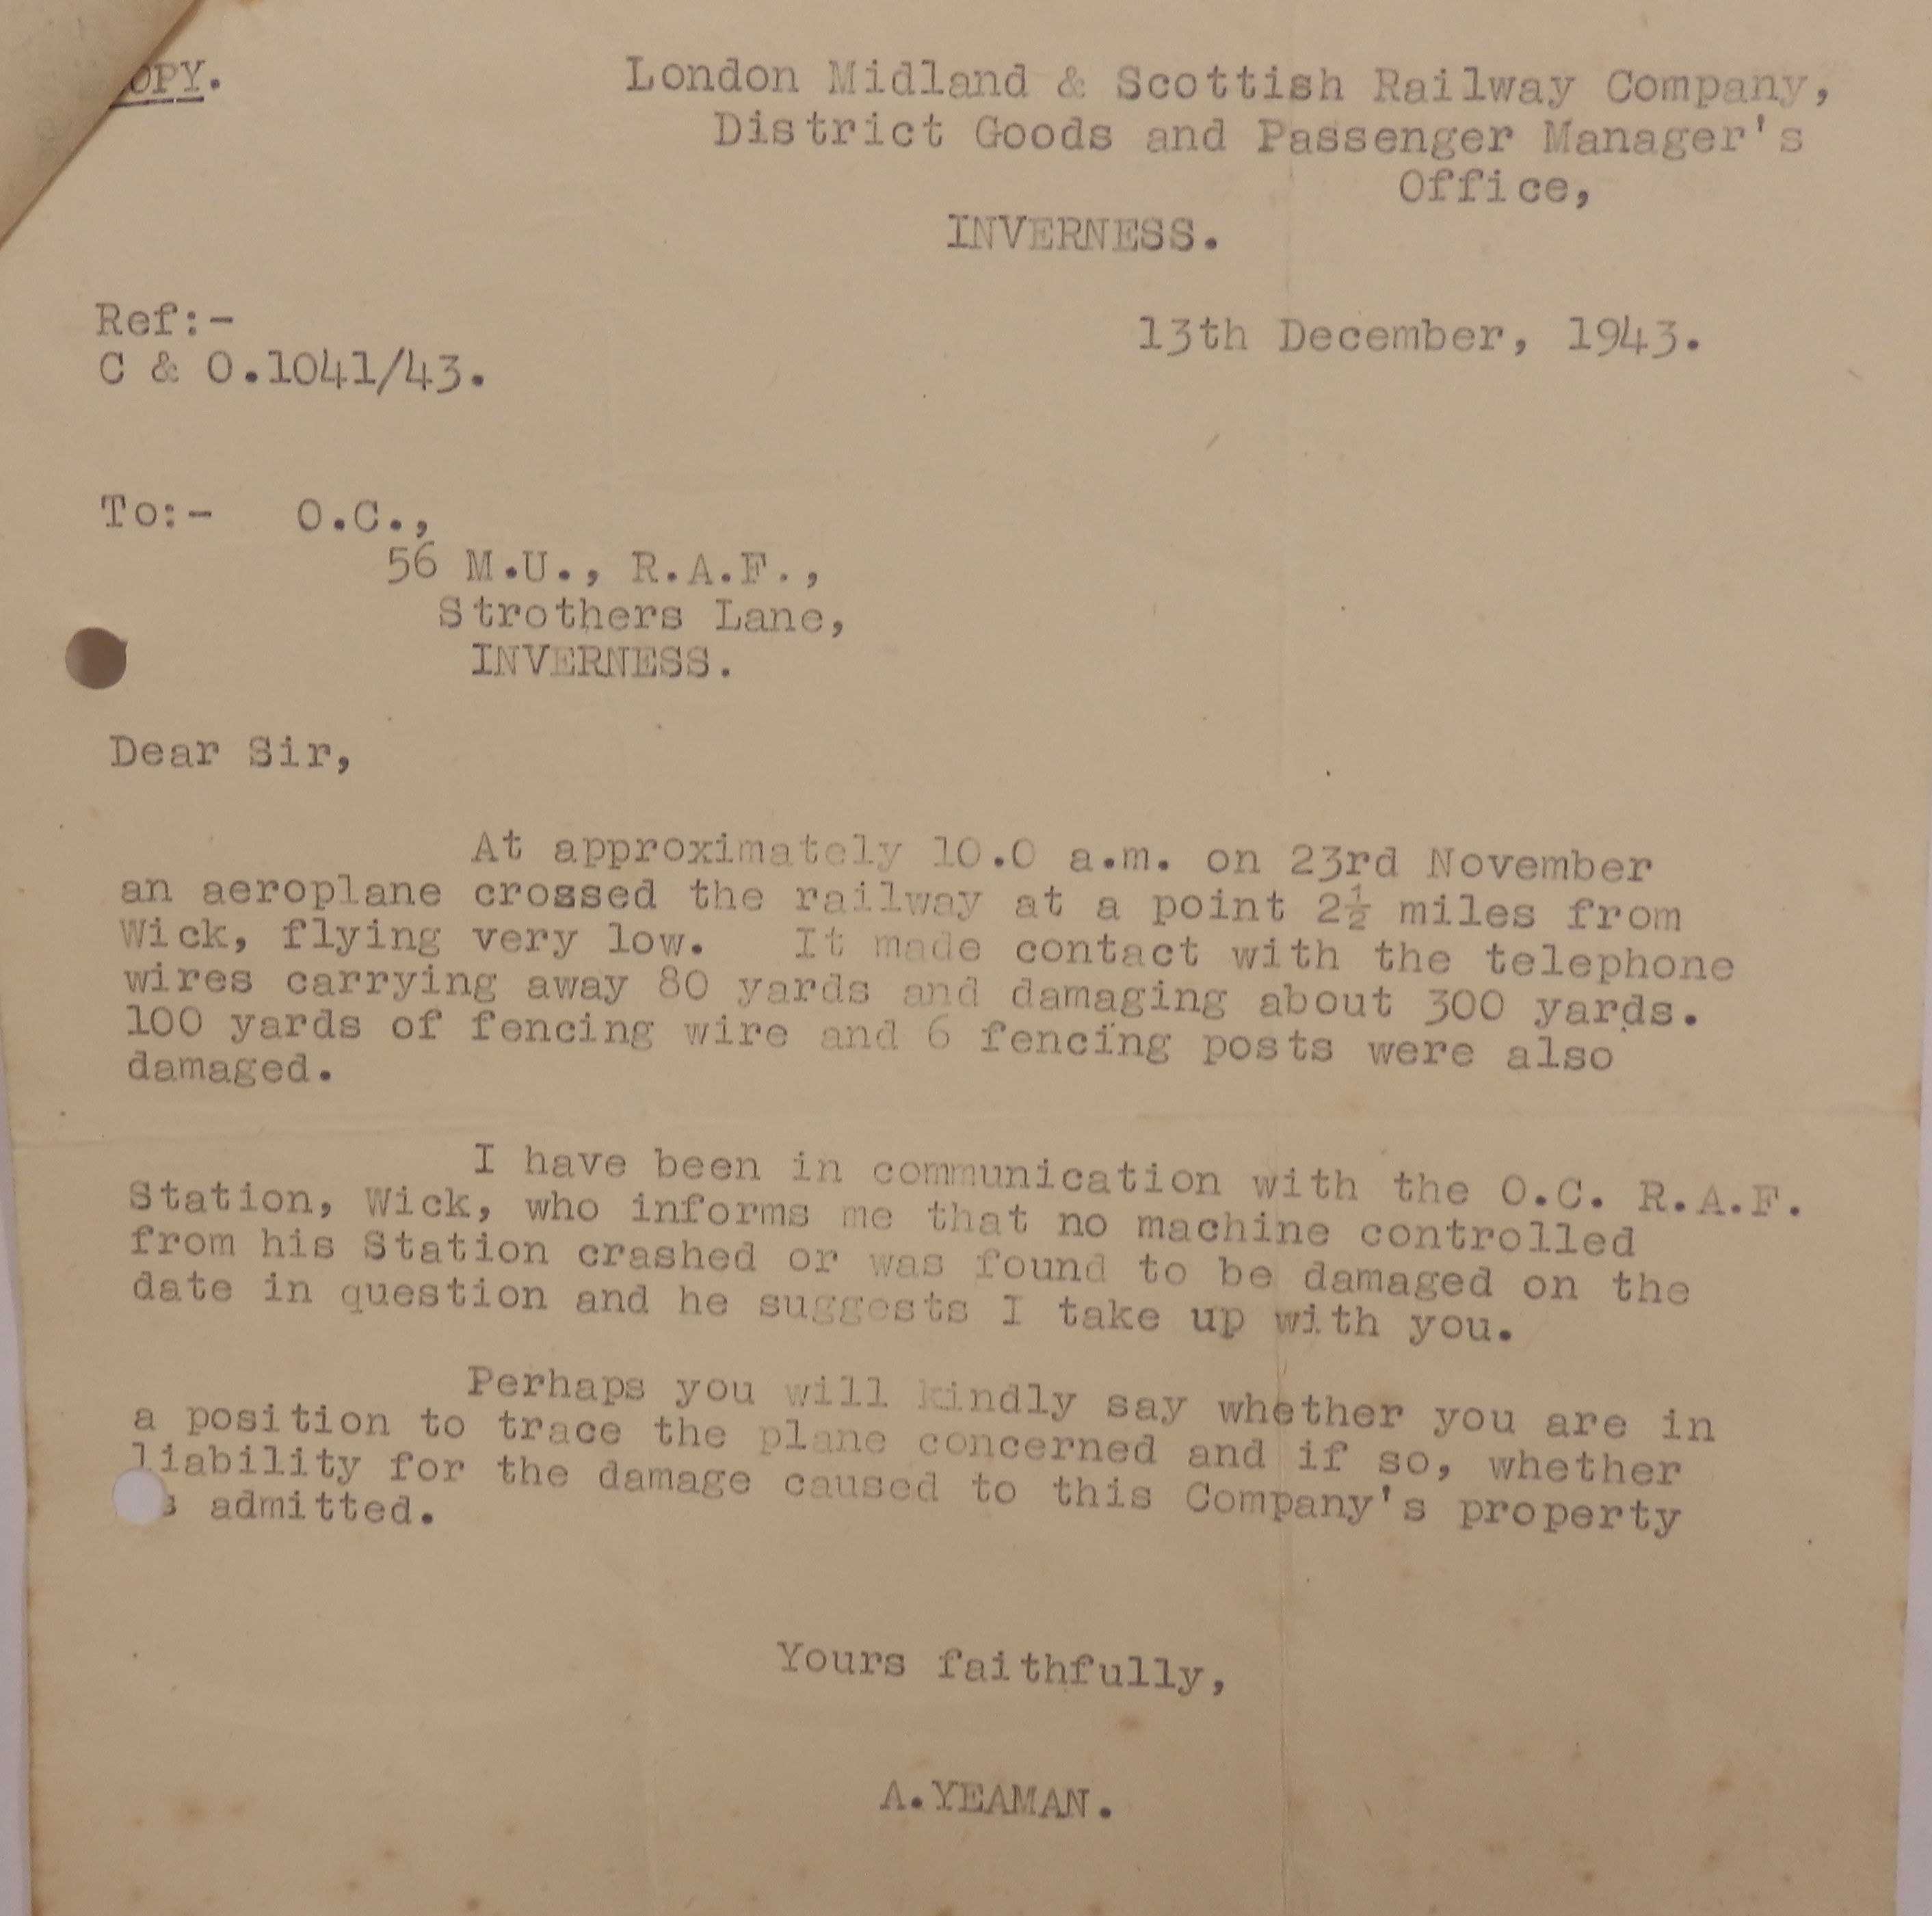 OPY.
London Midland & Scottish Railway Company,
District Goods and Passenger Manager's
Office,
INVERNESS.
Ref:-
C & O.1041/43.
13th December, 1943.
To:- O.C.,
56 M.U., R.A.F.,
Strothers Lane,
INVERNESS.
Dear Sir,
At approximately 10.0 a.m. on 23rd November
an aeroplane crossed the railway at a point 2½ miles from
Wick, flying very low. It made contact with the telephone
wires carrying away 80 yards and damaging about 300 yards.
100 yards of fencing wire and 6 fencing posts were also
damaged.
I have been in communication with the O.C. R.A.F.
Station, Wick, who informs me that no machine controlled
from his Station crashed or was found to be damaged on the
date in question and he suggests I take up with you.
Perhaps you will kindly say whether you are in
a position to trace the plane concerned and if so, whether
liability for the damage caused to this Company's property
s admitted.
Yours faithfully,
A.YEAMAN.